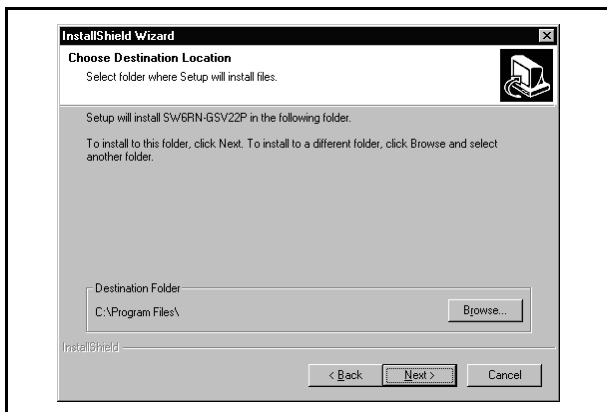 InstallShield Wizard
Choose Destination Location
Select folder where Setup will install files.
Setup will install SW6RN-GSV22P in the following folder.
To install to this folder, click Next. To install to a different folder, click Browse and select
another folder.
Destination Folder
C:\Program Files\
Browse...
InstallShield
< Back
Next >
Cancel